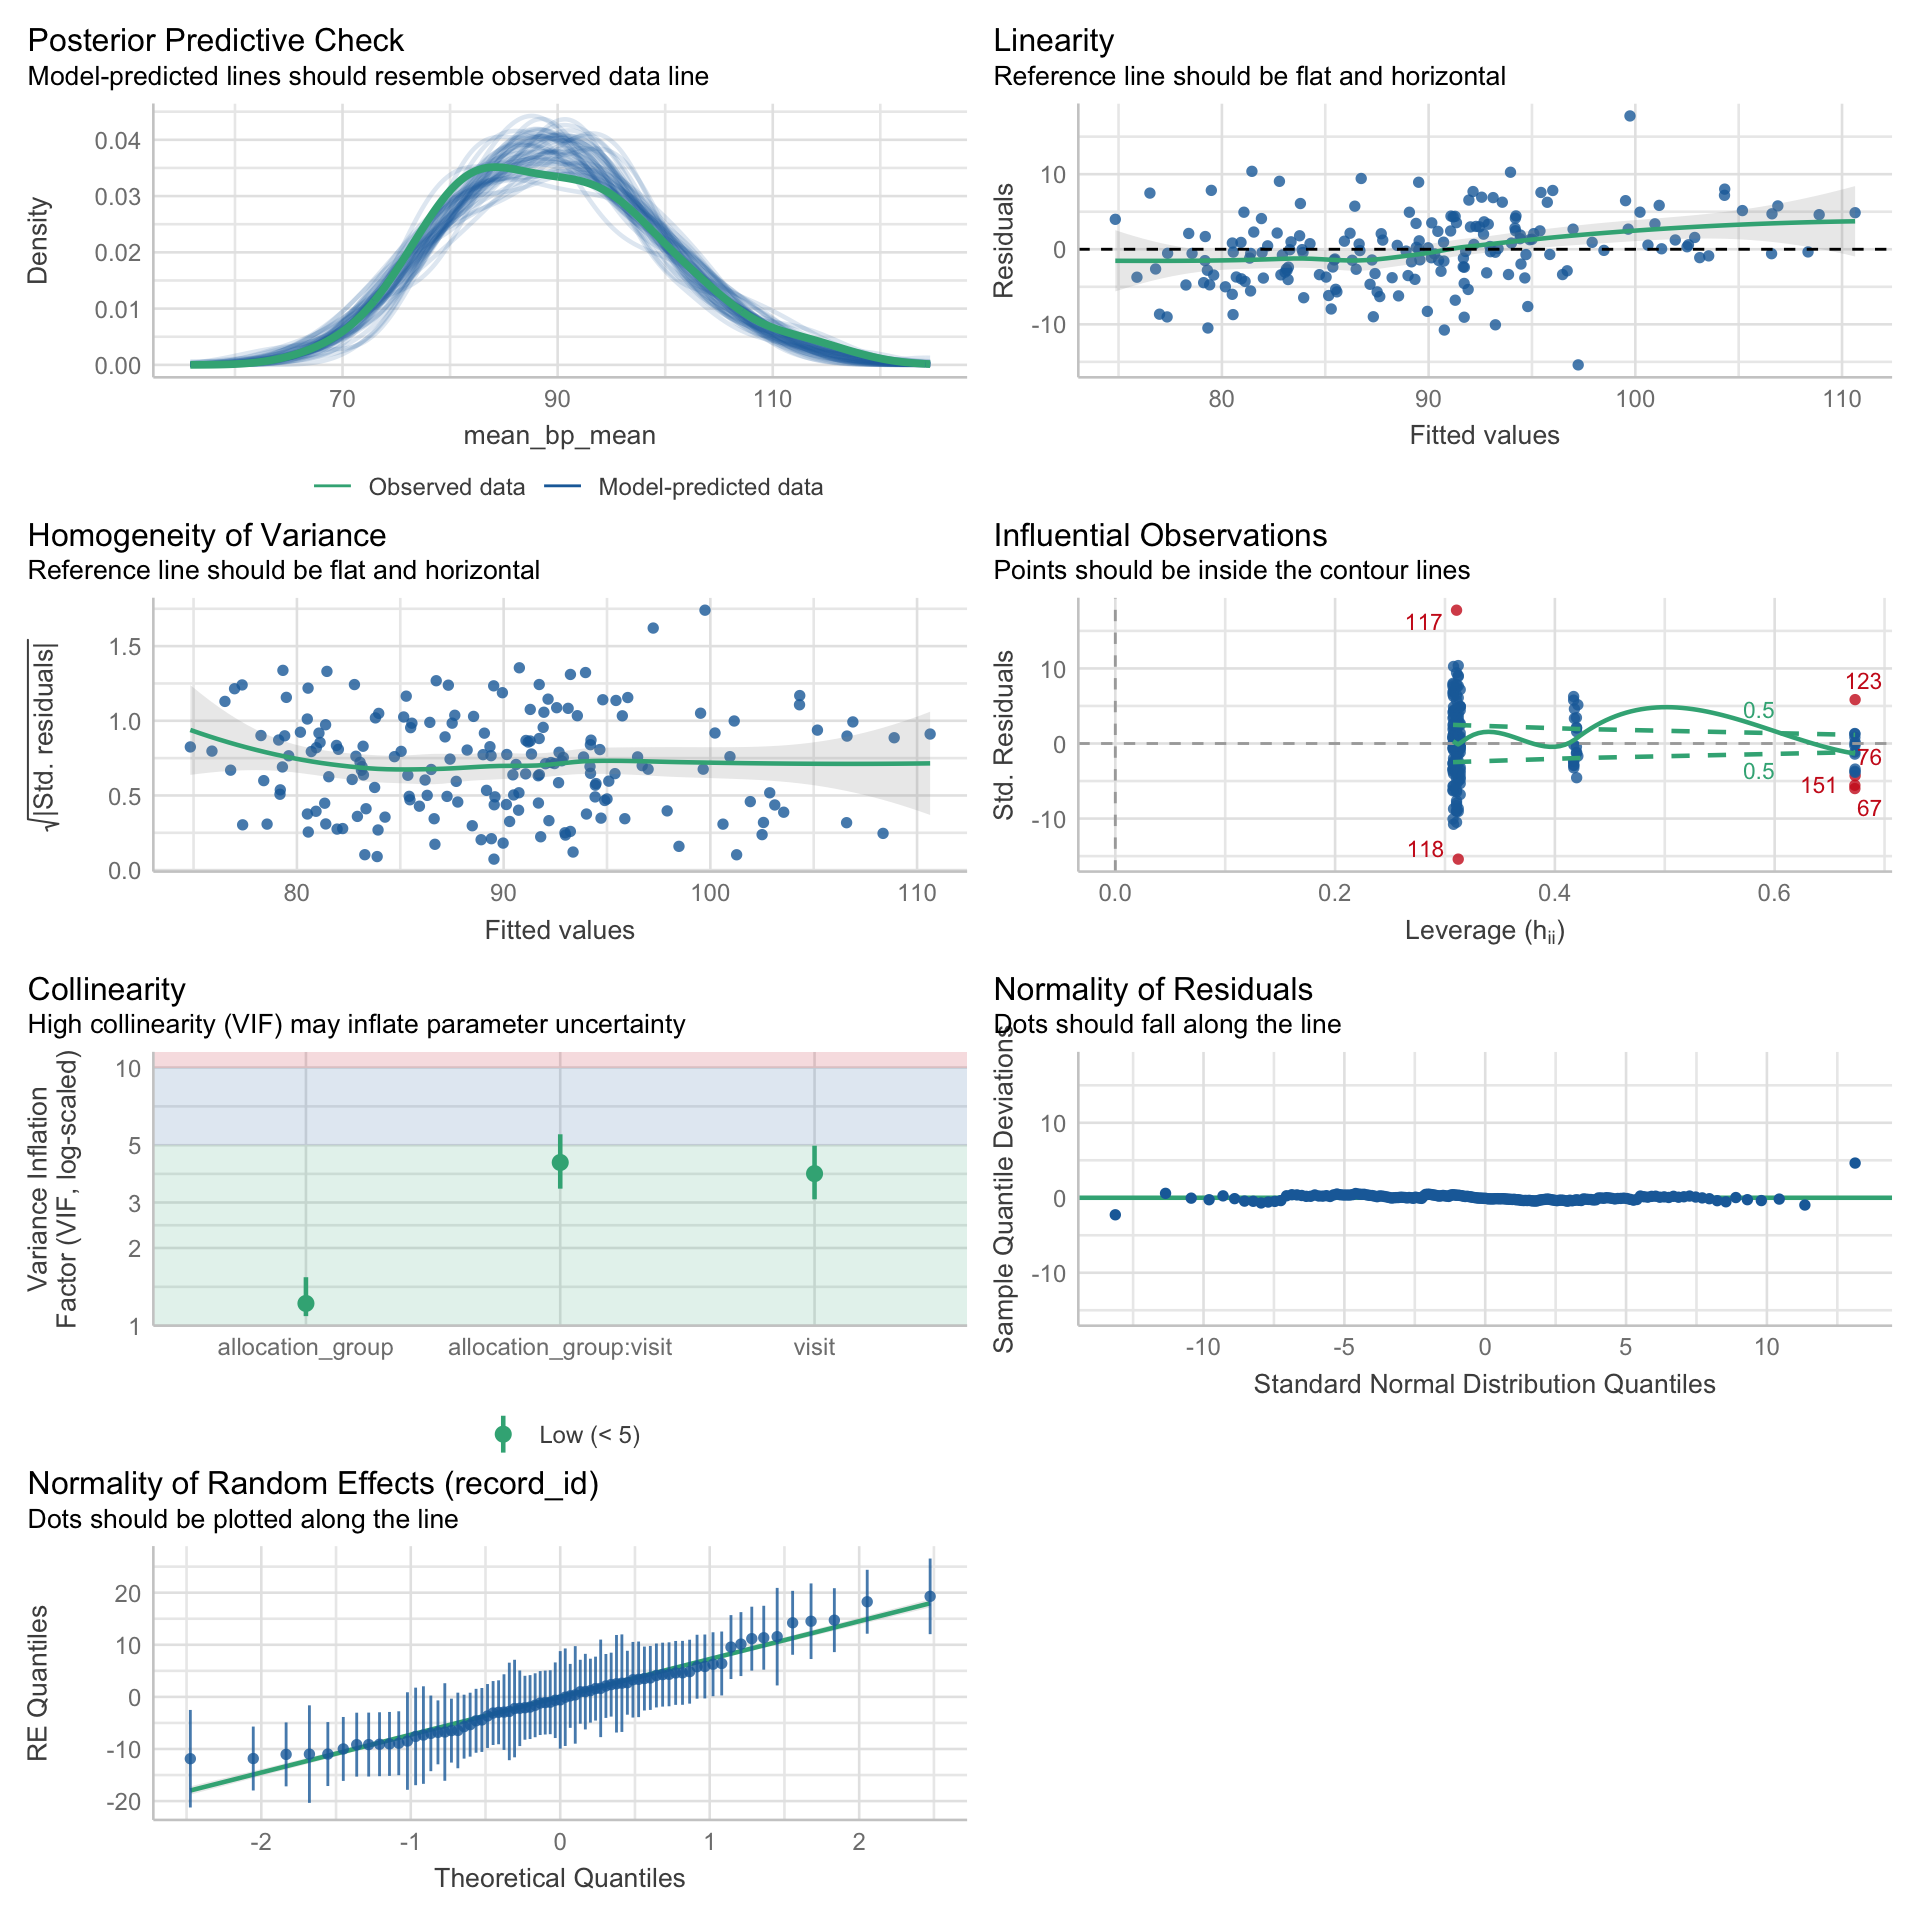 Posterior Predictive Check
Model-predicted lines should resemble observed data line
Density
0.04
0.03
0.02
0.01
0.00
70 90 110
mean_bp_mean
Observed data Model-predicted data
Linearity
Reference line should be flat and horizontal
Residuals
10
0
-10
80 90 100 110
Fitted values
Homogeneity of Variance
Reference line should be flat and horizontal
√|Std. residuals|
1.5
1.0
0.5
0.0
80 90 100 110
Fitted values
Influential Observations
Points should be inside the contour lines
Std. Residuals
10
0
-10
117
123
0.5
76
0.5
151
67
118
0.0 0.2 0.4 0.6
Leverage (hii)
Collinearity
High collinearity (VIF) may inflate parameter uncertainty
Variance Inflation
Factor (VIF, log-scaled)
10
5
3
2
1
allocation_group allocation_group:visit visit
Low (< 5)
Normality of Residuals
Dots should fall along the line
Sample Quantile Deviations
10
0
-10
-10 -5 0 5 10
Standard Normal Distribution Quantiles
Normality of Random Effects (record_id)
Dots should be plotted along the line
RE Quantiles
20
10
0
-10
-20
-2 -1 0 1 2
Theoretical Quantiles